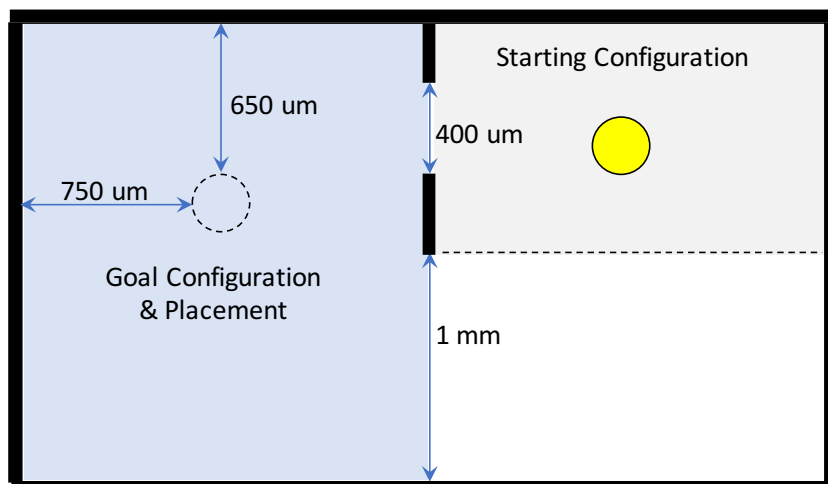 Starting Configuration
650 um
400 um
750 um
Goal Configuration
& Placement
1 mm